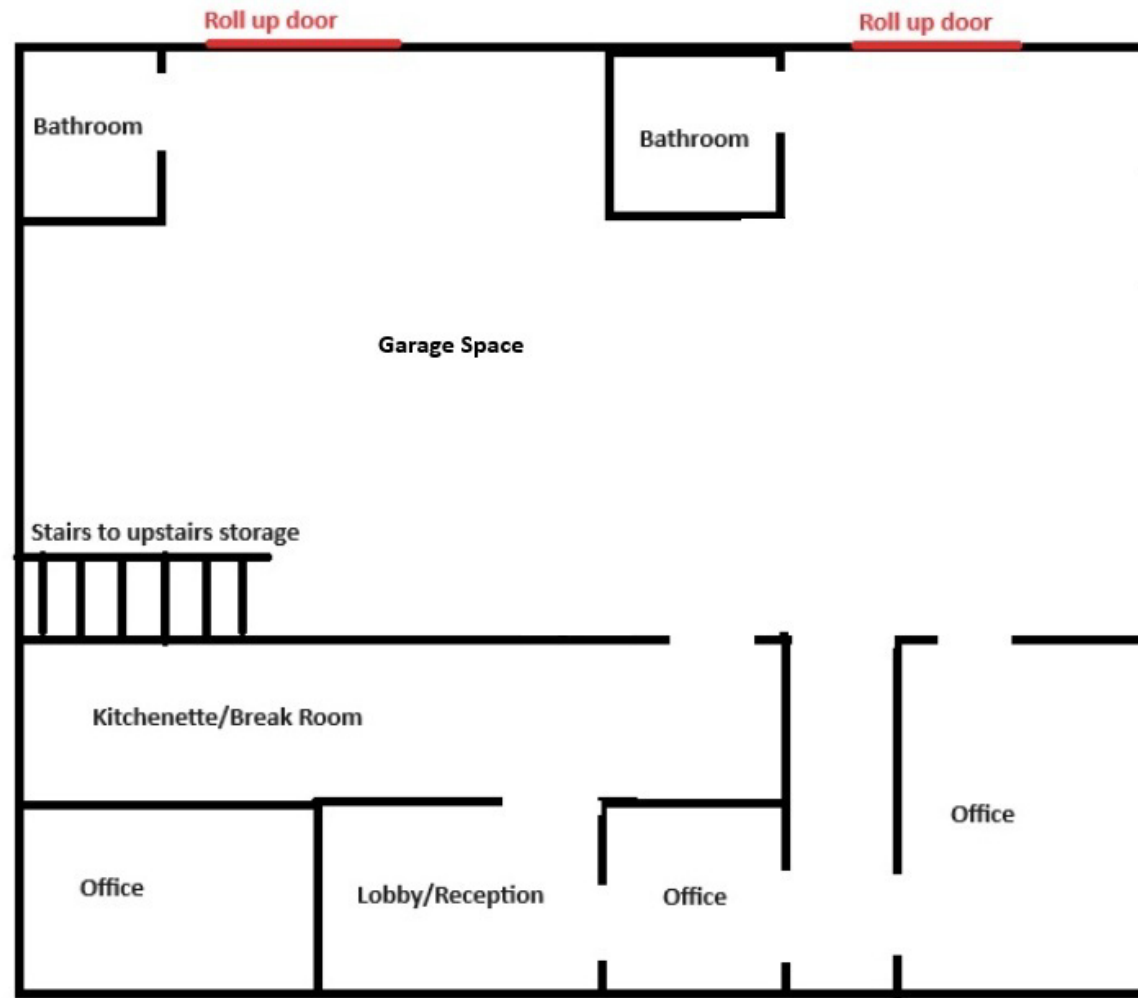 Roll up door
Roll up door
Bathroom
Bathroom
Garage Space
Stairs to upstairs storage
Kitchenette/Break Room
Office
Office
Lobby/Reception
Office